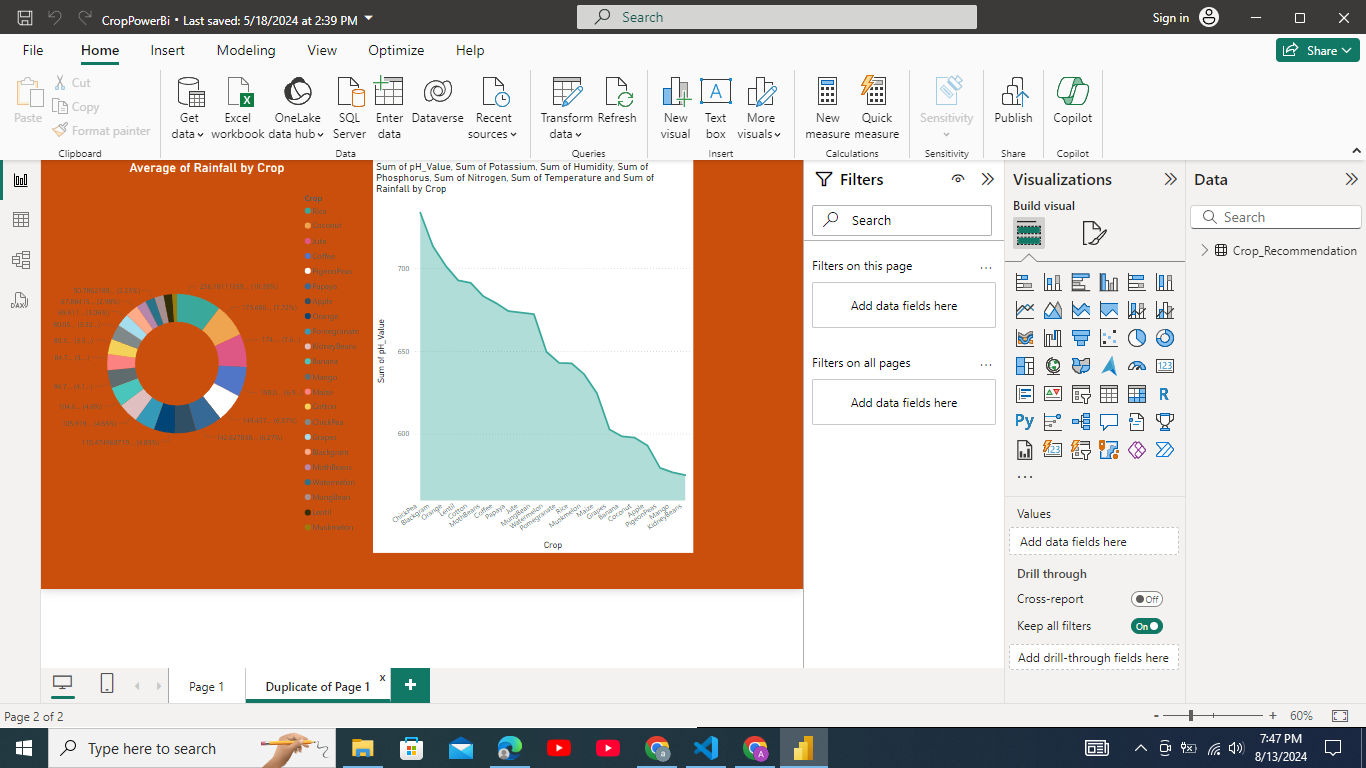 CropPowerBi • Last saved: 5/18/2024 at 2:39 PM
Search
Sign in
File
Home
Insert
Modeling
View
Optimize
Help
Share
Paste
Cut
Copy
Format painter
Clipboard
Get data
Excel workbook
OneLake data hub
SQL Server
Enter data
Dataverse
Recent sources
Data
Transform data
Refresh
Queries
New visual
Text box
More visuals
Insert
New measure
Quick measure
Calculations
Sensitivity
Sensitivity
Publish
Share
Copilot
Copilot
Average of Rainfall by Crop
Crop
Rice
Coconut
Jute
Coffee
PigeonPeas
Papaya
Apple
Orange
Pomegranate
KidneyBeans
Banana
Mango
Maize
Cotton
ChickPea
Grapes
Blackgram
MothBeans
Watermelon
MungBean
Lentil
Muskmelon
Sum of pH_Value, Sum of Potassium, Sum of Humidity, Sum of
Phosphorus, Sum of Nitrogen, Sum of Temperature and Sum of
Rainfall by Crop
Sum of pH_Value
700
650
600
ChickPea
Blackgram
Orange
Lentil
Cotton
MothBeans
Coffee
Papaya
Jute
MungBean
Watermelon
Pomegranate
Rice
Muskmelon
Maize
Grapes
Banana
Coconut
Apple
PigeonPeas
Mango
KidneyBeans
Crop
Filters
Search
Filters on this page
...
Add data fields here
Filters on all pages
...
Add data fields here
Visualizations
Build visual
Values
Add data fields here
Drill through
Cross-report
Off
Keep all filters
On
Add drill-through fields here
Data
Search
Crop_Recommendation
Page 1
Duplicate of Page 1
x
+
Page 2 of 2
- + 60%
Type here to search
7:47 PM
8/13/2024